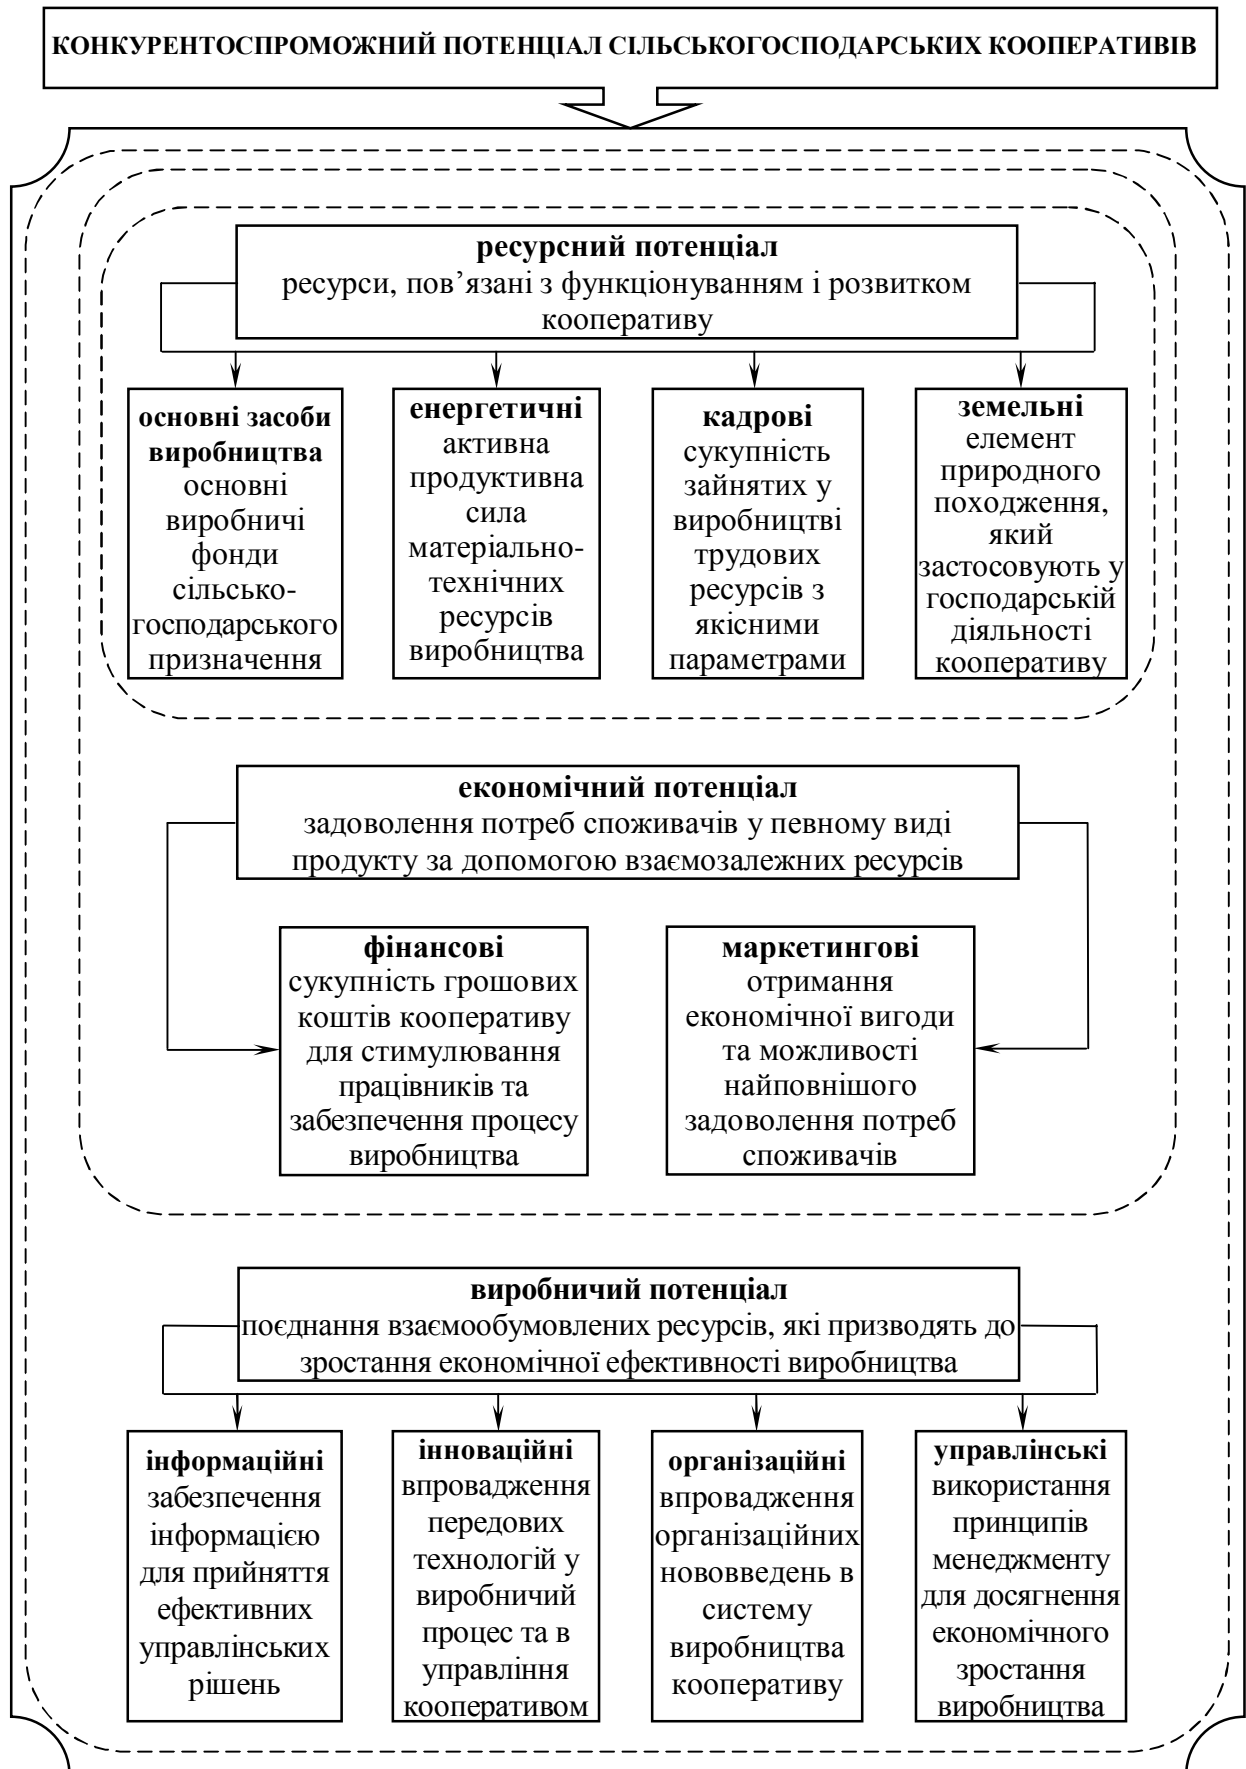 КОНКУРЕНТОСПРОМОЖНИЙ ПОТЕНЦІАЛ СІЛЬСЬКОГОСПОДАРСЬКИХ КООПЕРАТИВІВ
ресурсний потенціал
ресурси, пов’язані з функціонуванням і розвитком
кооперативу
основні засоби
виробництва
основні
виробничі
фонди
сільсько-
господарського
призначення
енергетичні
активна
продуктивна
сила
матеріально-
технічних
ресурсів
виробництва
кадрові
сукупність
зайнятих у
виробництві
трудових
ресурсів з
якісними
параметрами
земельні
елемент
природного
походження,
який
застосовують у
господарській
діяльності
кооперативу
економічний потенціал
задоволення потреб споживачів у певному виді
продукту за допомогою взаємозалежних ресурсів
фінансові
сукупність грошових
коштів кооперативу
для стимулювання
працівників та
забезпечення процесу
виробництва
маркетингові
отримання
економічної вигоди
та можливості
найповнішого
задоволення потреб
споживачів
виробничий потенціал
поєднання взаємообумовлених ресурсів, які призводять до
зростання економічної ефективності виробництва
інформаційні
забезпечення
інформацією
для прийняття
ефективних
управлінських
рішень
інноваційні
впровадження
передових
технологій у
виробничий
процес та в
управління
кооперативом
організаційні
впровадження
організаційних
нововведень в
систему
виробництва
кооперативу
управлінські
використання
принципів
менеджменту
для досягнення
економічного
зростання
виробництва